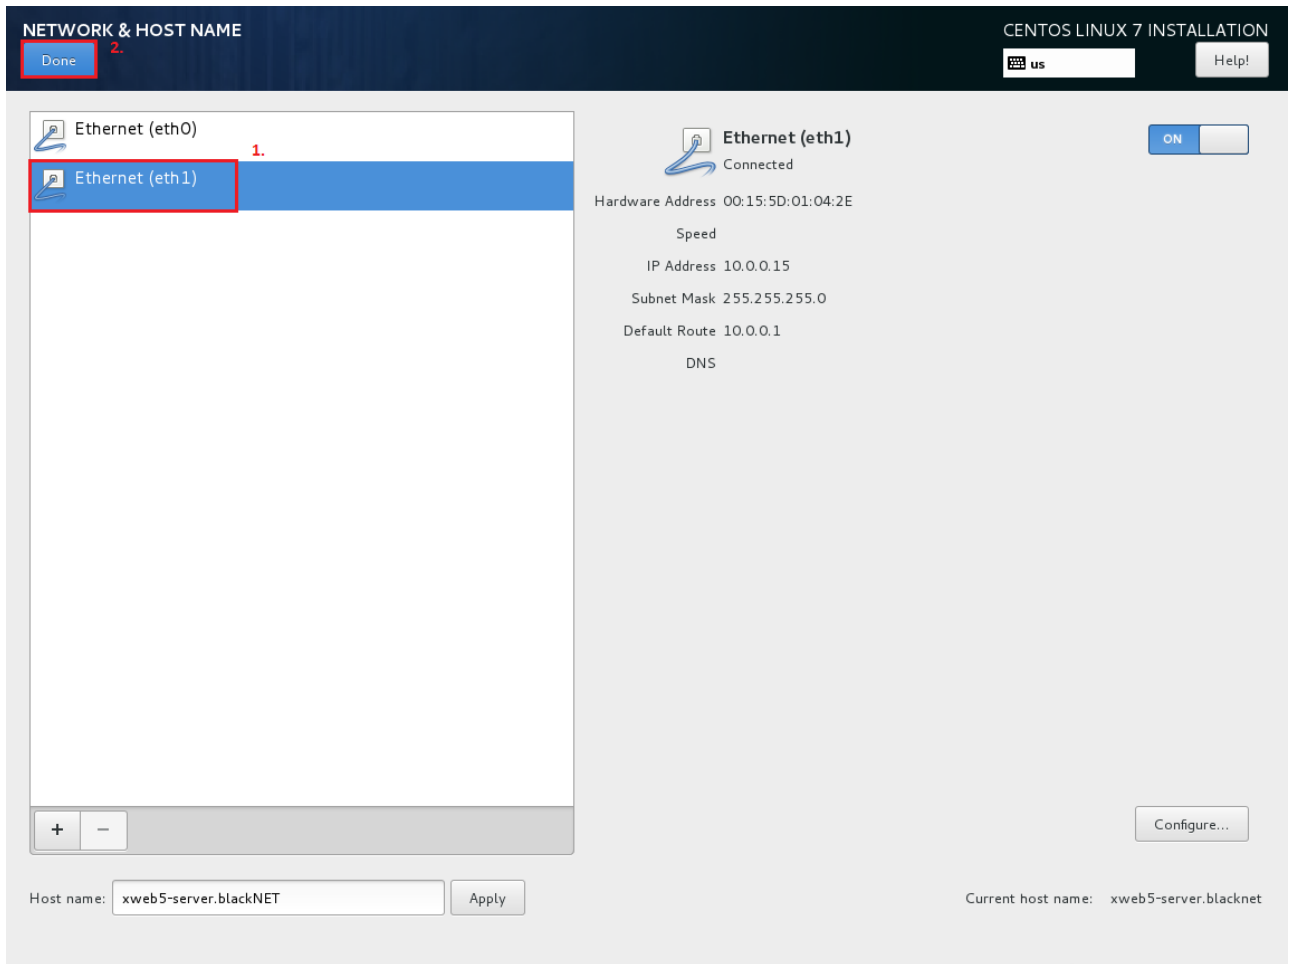 NETWORK & HOST NAME
CENTOS LINUX 7 INSTALLATION
Done
2.
us
Help!
Ethernet (eth0)
1.
Ethernet (eth1)
Ethernet (eth1)
Connected
ON
Hardware Address 00:15:5D:01:04:2E
Speed
IP Address 10.0.0.15
Subnet Mask 255.255.255.0
Default Route 10.0.0.1
DNS
+ −
Configure...
Host name: xweb5-server.blackNET Apply
Current host name: xweb5-server.blacknet